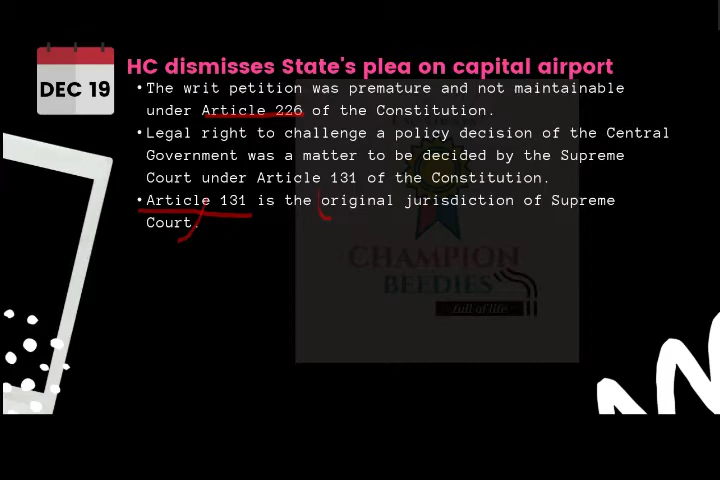 HC dismisses State's plea on capital airport
DEC 19
•The writ petition was premature and not maintainable
under Article 226 of the Constitution.
•Legal right to challenge a policy decision of the Central
Government was a matter to be decided by the Supreme
Court under Article 131 of the Constitution.
•Article 131 is the original jurisdiction of Supreme
Court.
CHAMPION
BEEDIES
full of life